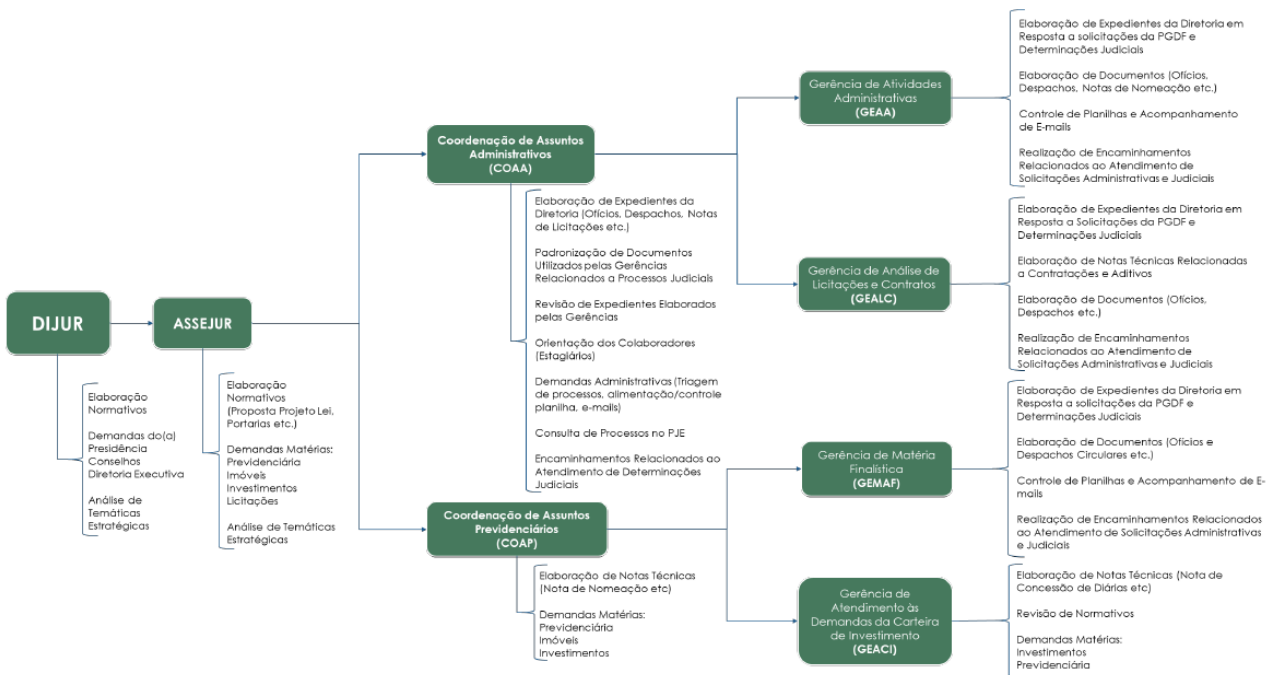 DIJUR
Elaboração
Normativos
Demandas do(a)
Presidência
Conselhos
Diretoria Executiva
Análise de
Temáticas
Estratégicas
ASSEJUR
Elaboração
Normativos
(Proposta Projeto Lei,
Portarias etc.)
Demandas Matérias:
Previdenciária
Imóveis
Investimentos
Licitações
Análise de Temáticas
Estratégicas
Coordenação de Assuntos
Administrativos
(COAA)
Elaboração de Expedientes da
Diretoria (Ofícios, Despachos, Notas
de Licitações etc.)
Padronização de Documentos
Utilizados pelas Gerências
Relacionados a Processos Judiciais
Revisão de Expedientes Elaborados
pelas Gerências
Orientação dos Colaboradores
(Estagiários)
Demandas Administrativas (Triagem
de processos, alimentação/controle
planilha, e-mails)
Consulta de Processos no PJE
Encaminhamentos Relacionados ao
Atendimento de Determinações
Judiciais
Coordenação de Assuntos
Previdenciários
(COAP)
Elaboração de Notas Técnicas
(Nota de Nomeação etc)
Demandas Matérias:
Previdenciária
Imóveis
Investimentos
Gerência de Atividades
Administrativas
(GEAA)
Elaboração de Expedientes da Diretoria em
Resposta a solicitações da PGDF e
Determinações Judiciais
Elaboração de Documentos (Ofícios,
Despachos, Notas de Nomeação etc.)
Controle de Planilhas e Acompanhamento
de E-mails
Realização de Encaminhamentos
Relacionados ao Atendimento de
Solicitações Administrativas e Judiciais
Gerência de Análise de
Licitações e Contratos
(GEALC)
Elaboração de Expedientes da Diretoria em
Resposta a Solicitações da PGDF e
Determinações Judiciais
Elaboração de Notas Técnicas Relacionadas
a Contratações e Aditivos
Elaboração de Documentos (Ofícios,
Despachos etc.)
Realização de Encaminhamentos
Relacionados ao Atendimento de
Solicitações Administrativas e Judiciais
Gerência de Matéria
Finalística
(GEMAF)
Elaboração de Expedientes da Diretoria em
Resposta a solicitações da PGDF e
Determinações Judiciais
Elaboração de Documentos (Ofícios e
Despachos Circulares etc.)
Controle de Planilhas e Acompanhamento de E-
mails
Realização de Encaminhamentos Relacionados
ao Atendimento de Solicitações Administrativas
e Judiciais
Gerência de
Atendimento às
Demandas da Carteira
de Investimento
(GEACI)
Elaboração de Notas Técnicas (Nota de
Concessão de Diárias etc)
Revisão de Normativos
Demandas Matérias:
Investimentos
Previdenciária